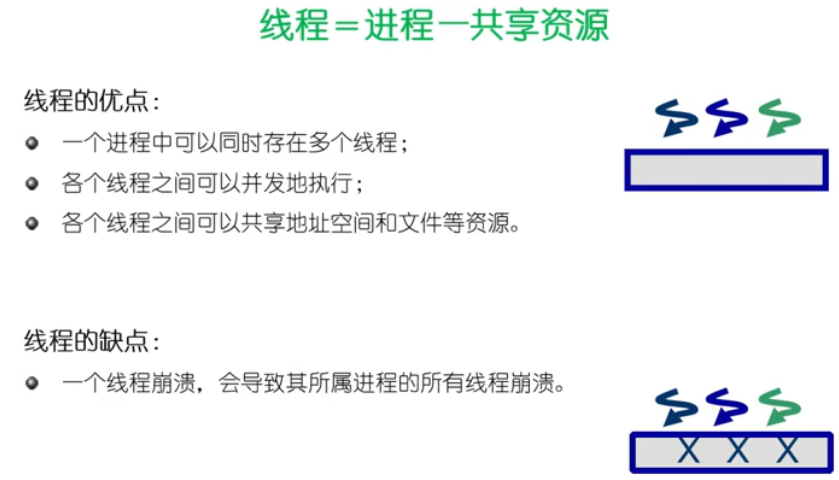 线程＝进程－共享资源
线程的优点：
一个进程中可以同时存在多个线程；
各个线程之间可以并发地执行；
各个线程之间可以共享地址空间和文件等资源。
线程的缺点：
一个线程崩溃，会导致其所属进程的所有线程崩溃。
X X X